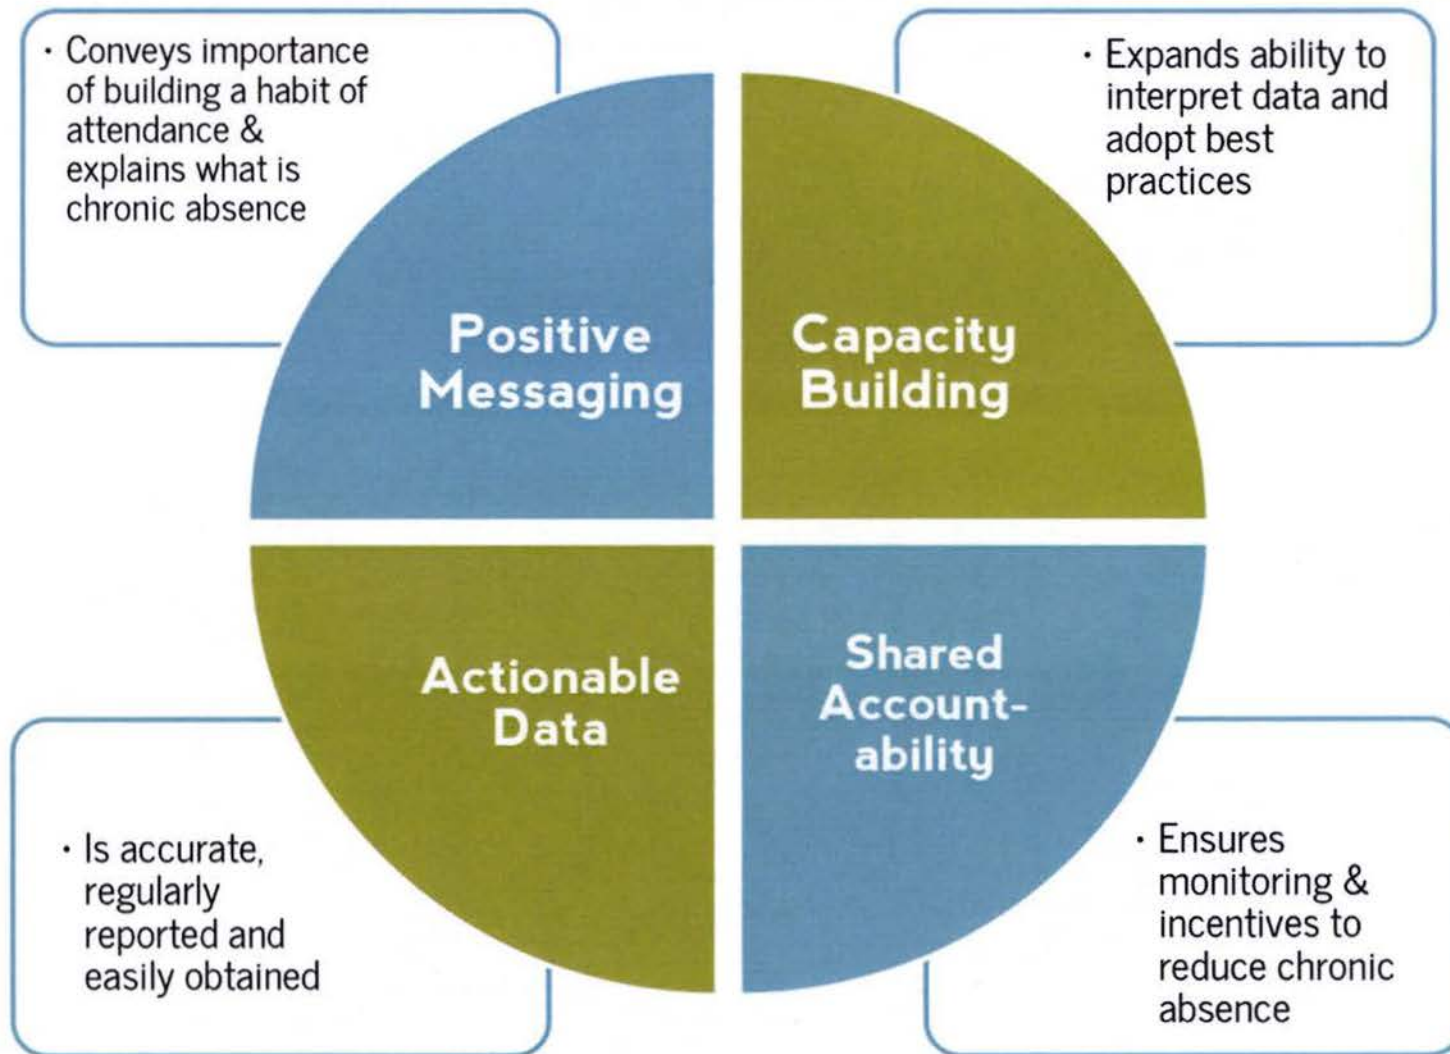 · Conveys importance
of building a habit of
attendance &
explains what is
chronic absence
· Expands ability to
interpret data and
adopt best
practices
Positive
Messaging
Capacity
Building
Actionable
Data
Shared
Account-
ability
· Is accurate,
regularly
reported and
easily obtained
· Ensures
monitoring &
incentives to
reduce chronic
absence